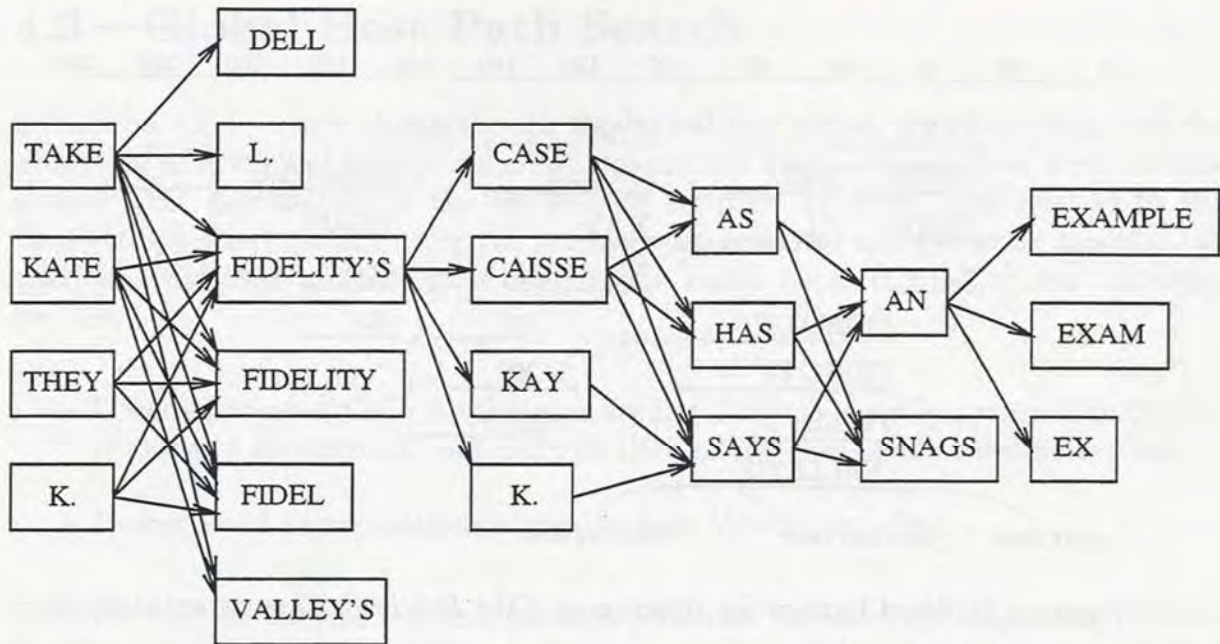 DELL
TAKE L. CASE
AS EXAMPLE
KATE FIDELITY'S CAISSE
AN
HAS EXAM
THEY FIDELITY KAY
SAYS SNAGS EX
K. FIDEL K.
VALLEY'S